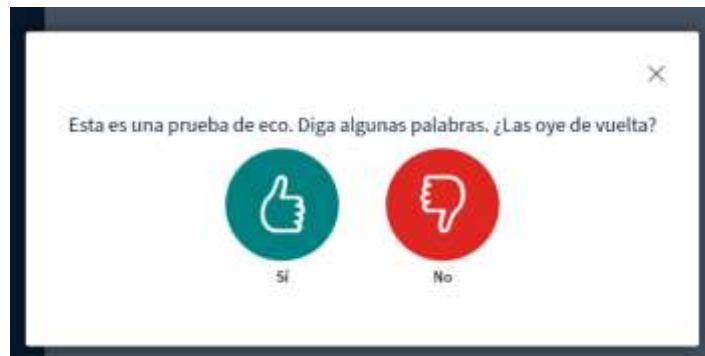 Esta es una prueba de eco. Diga algunas palabras. ¿Las oye de vuelta?
Sí
No